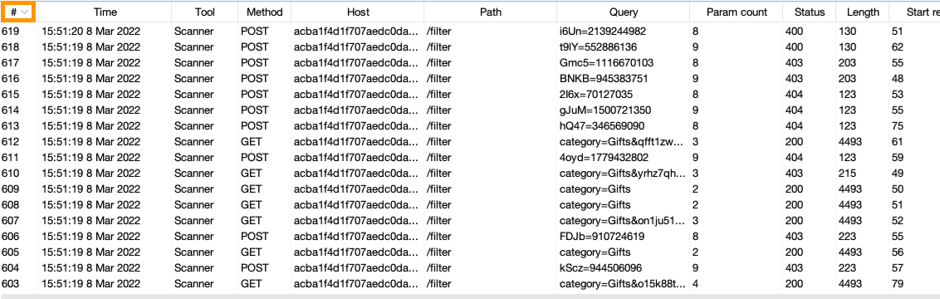 # Time Tool Method Host Path Query Param count Status Length Start re
619 15:51:20 8 Mar 2022 Scanner POST acba1f4d1f707aedc0da... /filter i6Un=2139244982 8 400 130 51
618 15:51:19 8 Mar 2022 Scanner POST acba1f4d1f707aedc0da... /filter t9lY=552886136 9 400 130 62
617 15:51:19 8 Mar 2022 Scanner POST acba1f4d1f707aedc0da... /filter Gmc5=1116670103 8 403 203 55
616 15:51:19 8 Mar 2022 Scanner POST acba1f4d1f707aedc0da... /filter BNKB=945383751 9 403 203 48
615 15:51:19 8 Mar 2022 Scanner POST acba1f4d1f707aedc0da... /filter 2l6x=70127035 8 404 123 53
614 15:51:19 8 Mar 2022 Scanner POST acba1f4d1f707aedc0da... /filter gJuM=1500721350 9 404 123 55
613 15:51:19 8 Mar 2022 Scanner POST acba1f4d1f707aedc0da... /filter hQ47=346569090 8 404 123 75
612 15:51:19 8 Mar 2022 Scanner GET acba1f4d1f707aedc0da... /filter category=Gifts&qfft1zw... 3 200 4493 61
611 15:51:19 8 Mar 2022 Scanner POST acba1f4d1f707aedc0da... /filter 4oyd=1779432802 9 404 123 59
610 15:51:19 8 Mar 2022 Scanner GET acba1f4d1f707aedc0da... /filter category=Gifts&yrhz7qh... 3 403 215 49
609 15:51:19 8 Mar 2022 Scanner GET acba1f4d1f707aedc0da... /filter category=Gifts 2 200 4493 50
608 15:51:19 8 Mar 2022 Scanner GET acba1f4d1f707aedc0da... /filter category=Gifts 2 200 4493 51
607 15:51:19 8 Mar 2022 Scanner GET acba1f4d1f707aedc0da... /filter category=Gifts&on1ju51... 3 200 4493 52
606 15:51:19 8 Mar 2022 Scanner POST acba1f4d1f707aedc0da... /filter FDJb=910724619 8 403 223 55
605 15:51:19 8 Mar 2022 Scanner GET acba1f4d1f707aedc0da... /filter category=Gifts 2 200 4493 56
604 15:51:19 8 Mar 2022 Scanner POST acba1f4d1f707aedc0da... /filter kScz=944506096 9 403 223 57
603 15:51:19 8 Mar 2022 Scanner GET acba1f4d1f707aedc0da... /filter category=Gifts&o15k88t... 4 200 4493 79